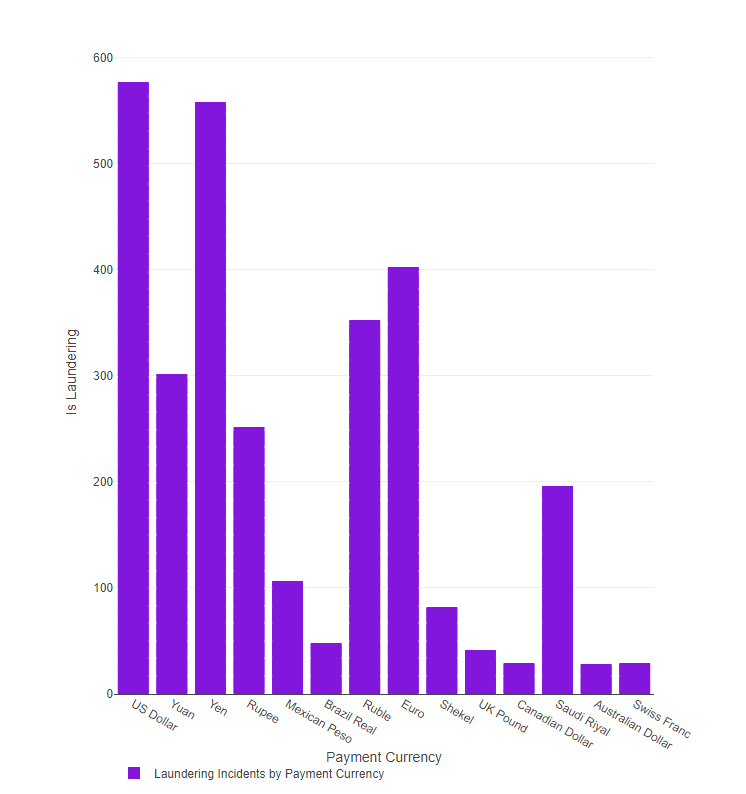 600
500
400
300
200
100
0
Is Laundering
US Dollar
Yuan
Yen
Rupee
Mexican Peso
Brazil Real
Ruble
Euro
Shekel
UK Pound
Canadian Dollar
Saudi Riyal
Australian Dollar
Swiss Franc
Payment Currency
Laundering Incidents by Payment Currency